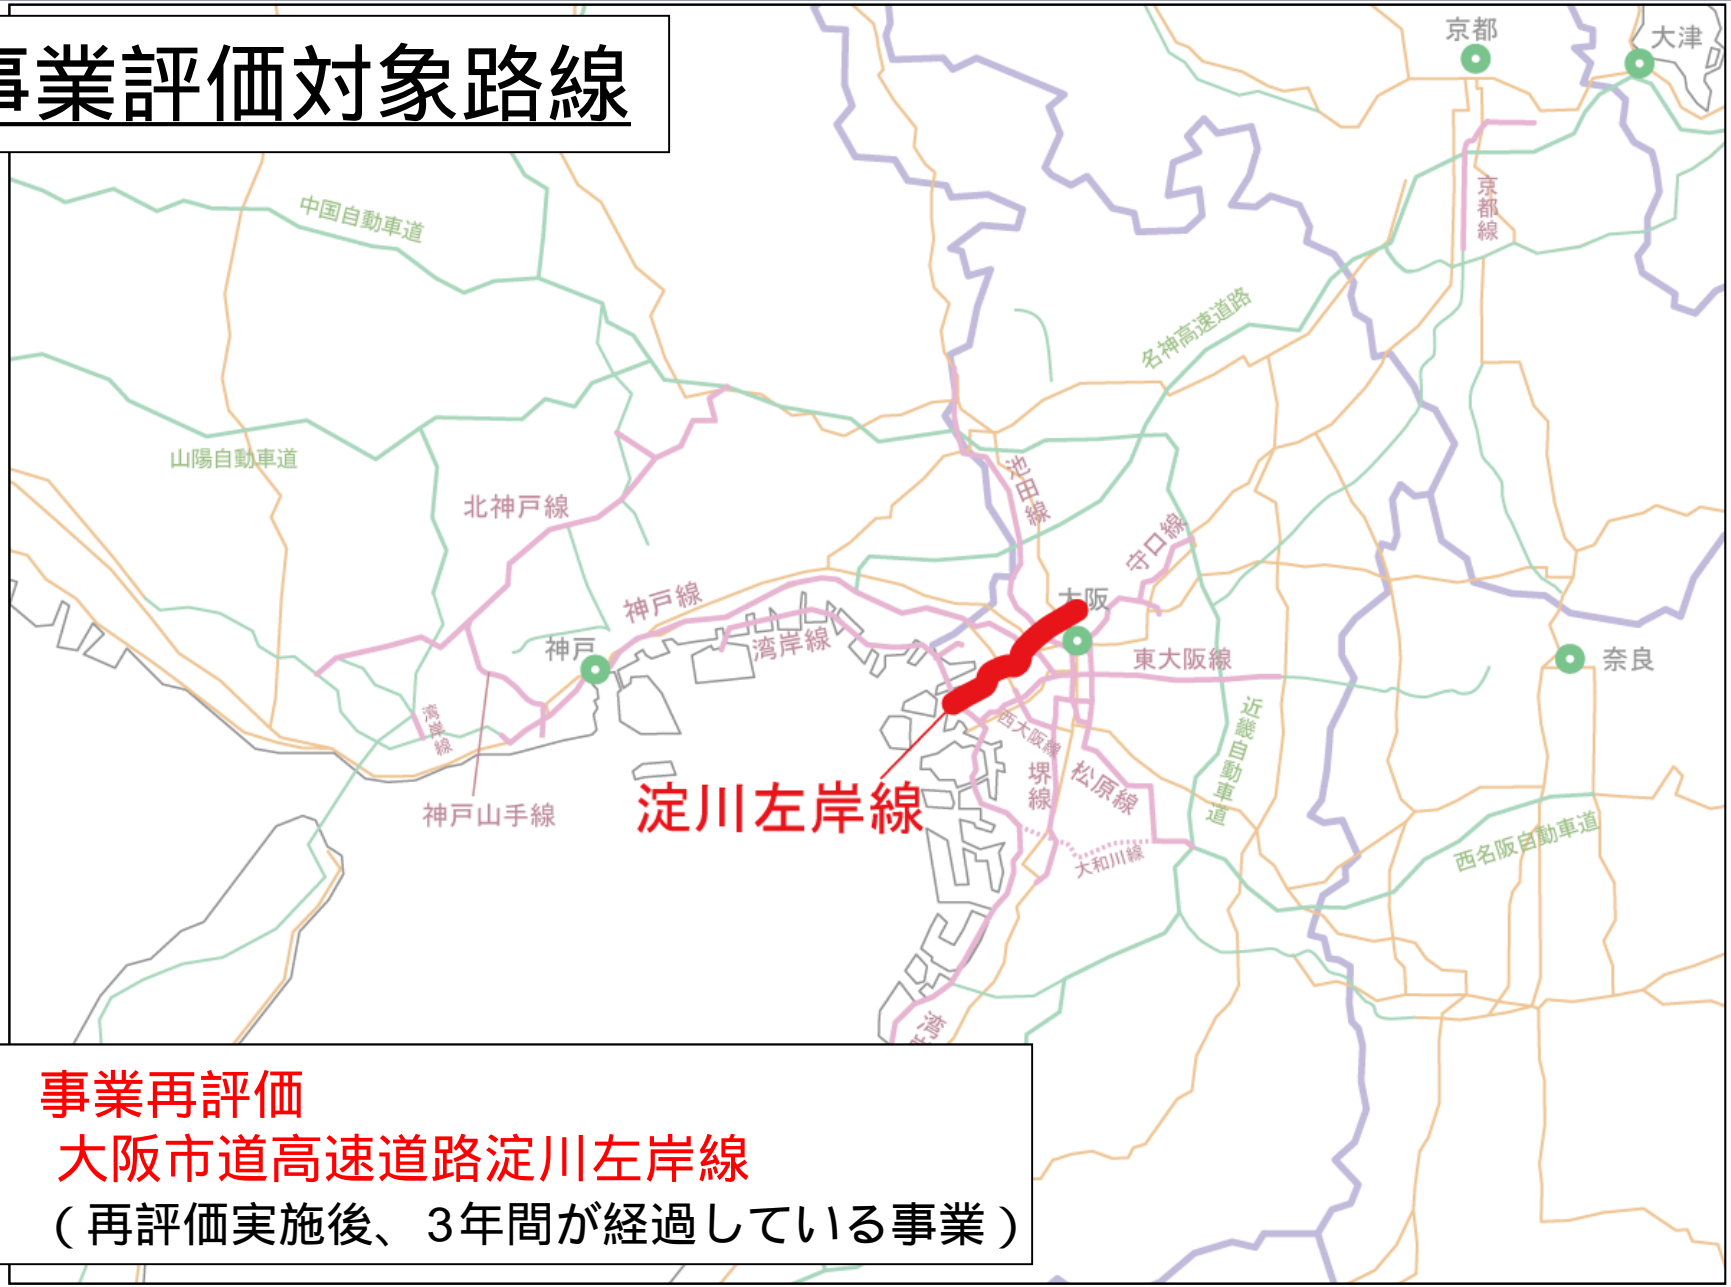 事業評価対象路線
京都
大津
中国自動車道
京都線
名神高速道路
山陽自動車道
北神戸線
池田線
守口線
神戸線
大阪
神戸
湾岸線
東大阪線
奈良
湾岸線
西大阪線
近畿自動車道
堺線
松原線
神戸山手線
淀川左岸線
大和川線
西名阪自動車道
湾
事業再評価
大阪市道高速道路淀川左岸線
（再評価実施後、3年間が経過している事業）